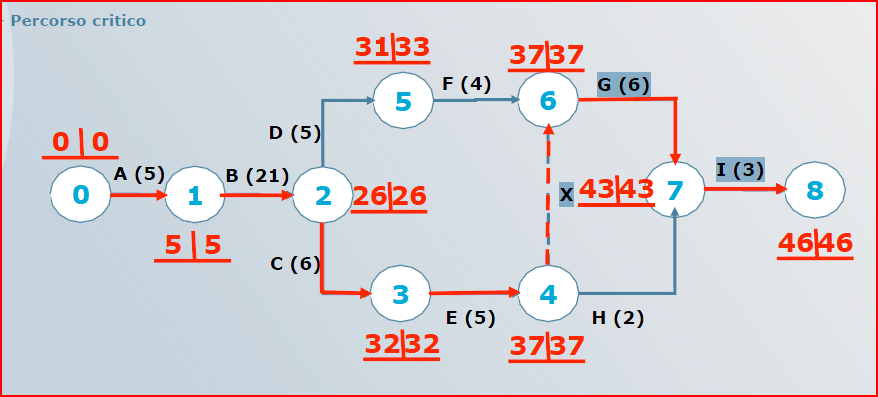 Percorso critico
31|33
37|37
F (4)
G (6)
5
6
D (5)
0|0
A (5)
B (21)
I (3)
0
1
2
26|26
X
43|43
7
8
5|5
46|46
C (6)
3
4
E (5)
H (2)
32|32
37|37